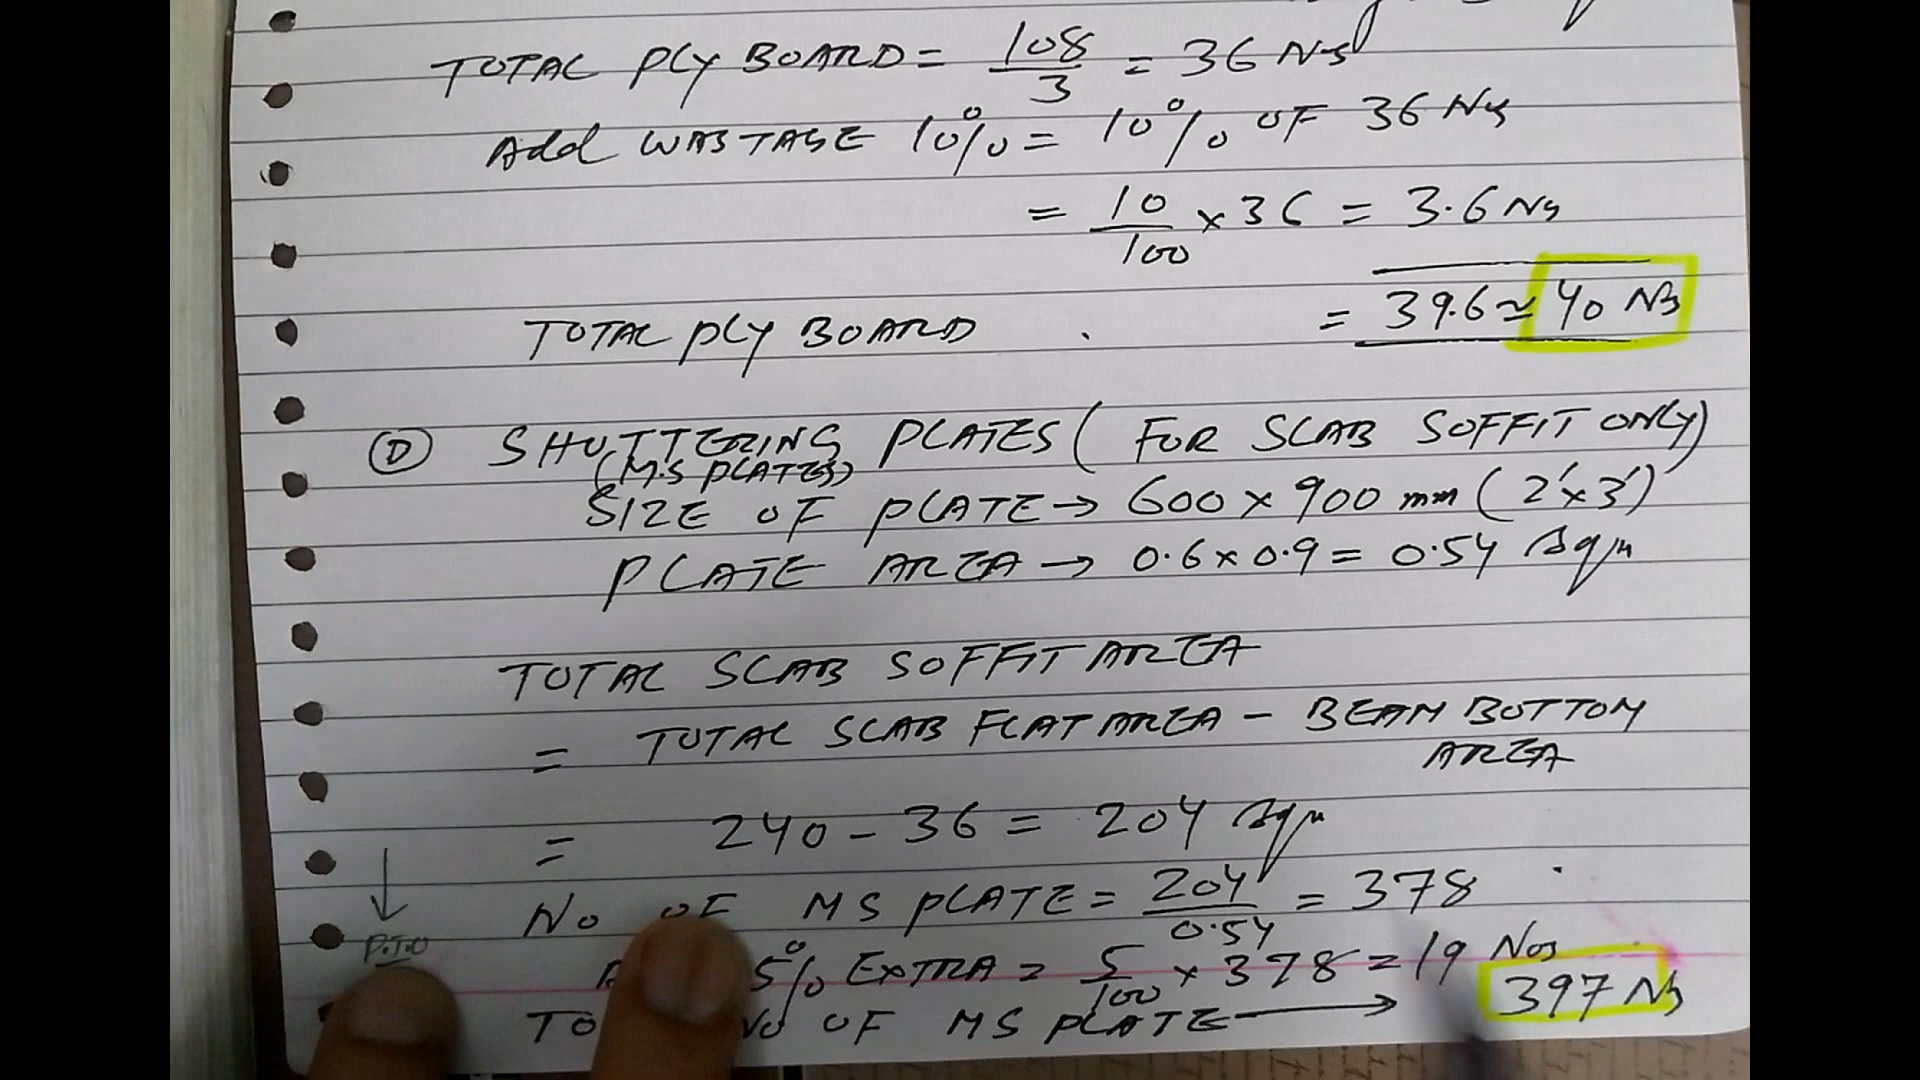 TOTAL PLY BOARD = 108/3 = 36 Nos
Add WASTAGE 10% = 10% OF 36 Nos
= 10/100 x 36 = 3.6 Nos
TOTAL PLY BOARD = 39.6 ≃ 40 Nos
(D) SHUTTERING PLATES (FOR SLAB SOFFIT ONLY)
(M.S PLATES)
SIZE OF PLATE → 600 x 900 mm (2'x3')
PLATE AREA → 0.6 x 0.9 = 0.54 Sqm
TOTAL SLAB SOFFIT AREA
= TOTAL SLAB FLAT AREA - BEAM BOTTOM
AREA
= 240 - 36 = 204 Sqm
No OF MS PLATE = 204/0.54 = 378
5% EXTRA = 5/100 x 378 = 19 Nos
P.T.O
NO OF MS PLATE → 397 Nos